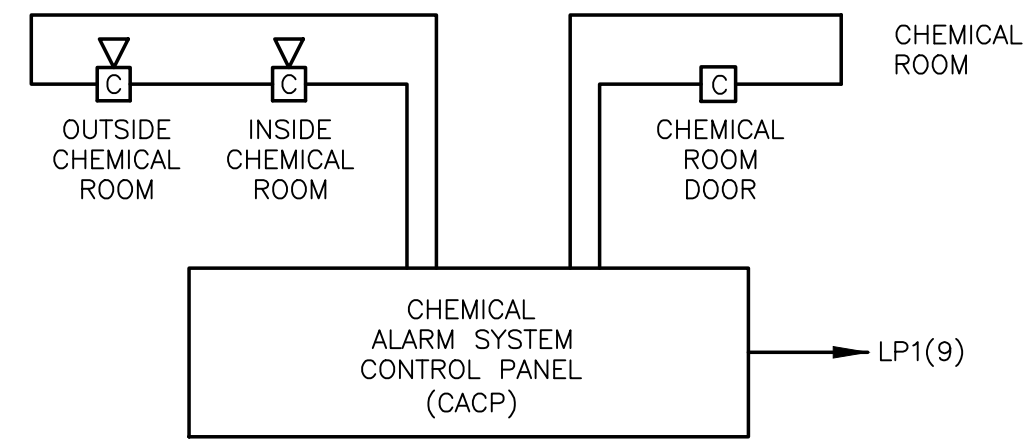 CHEMICAL
ROOM
C
C
C
OUTSIDE
CHEMICAL
ROOM
INSIDE
CHEMICAL
ROOM
CHEMICAL
ROOM
DOOR
CHEMICAL
ALARM SYSTEM
CONTROL PANEL
(CACP)
LP1(9)